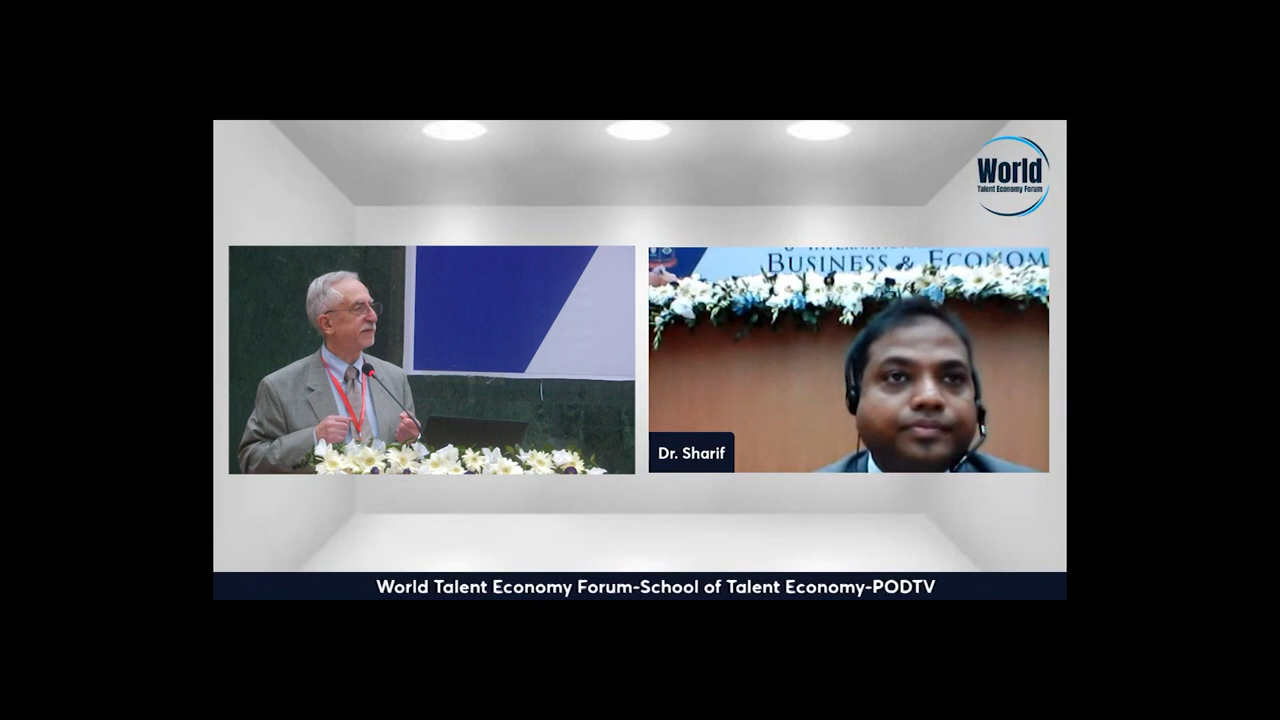 World
Talent Economy Forum
BUSINESS & ECONOM
Dr. Sharif
World Talent Economy Forum-School of Talent Economy-PODTV